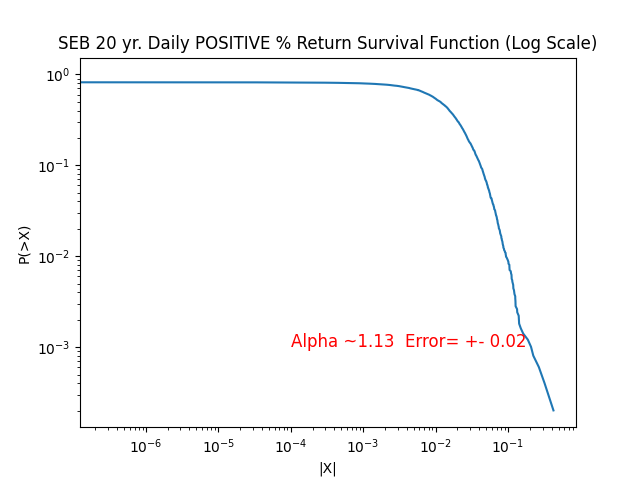 SEB 20 yr. Daily POSITIVE % Return Survival Function (Log Scale)
10⁰
10⁻¹
10⁻²
10⁻³
P(>X)
Alpha ~1.13  Error= +- 0.02
10⁻⁶ 10⁻⁵ 10⁻⁴ 10⁻³ 10⁻² 10⁻¹
|X|